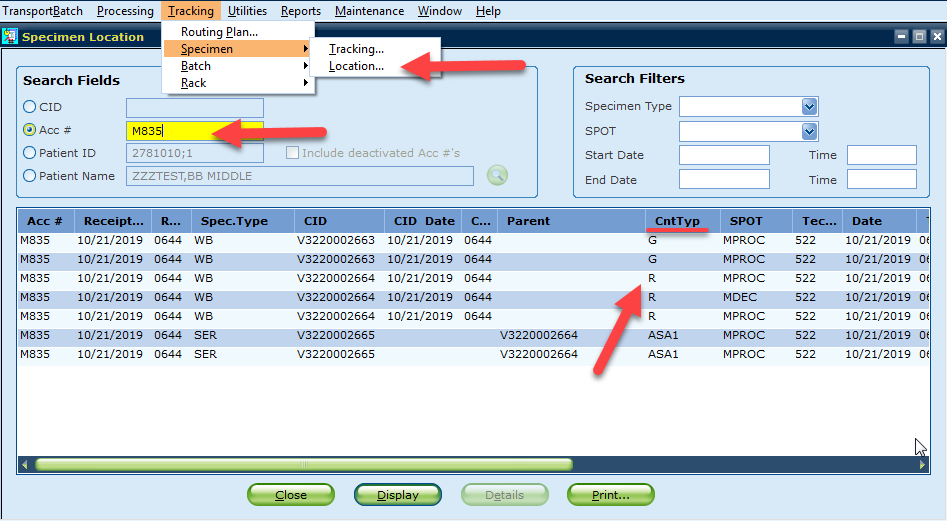 TransportBatch Processing Tracking Utilities Reports Maintenance Window Help
Specimen Location
Routing Plan...
Specimen
Batch
Rack
Tracking...
Location...
Search Fields
CID
Acc # M835
Patient ID 2781010;1 Include deactivated Acc #'s
Patient Name ZZZTEST,BB MIDDLE
Search Filters
Specimen Type
SPOT
Start Date Time
End Date Time
Acc # Receipt... R... Spec.Type CID CID Date C... Parent CntTyp SPOT Tec... Date
M835 10/21/2019 0644 WB V3220002663 10/21/2019 0644 G MPROC 522 10/21/2019
M835 10/21/2019 0644 WB V3220002663 10/21/2019 0644 G MPROC 522 10/21/2019
M835 10/21/2019 0644 WB V3220002664 10/21/2019 0644 R MPROC 522 10/21/2019
M835 10/21/2019 0644 WB V3220002664 10/21/2019 0644 R MDEC 522 10/21/2019
M835 10/21/2019 0644 WB V3220002664 10/21/2019 0644 R MPROC 522 10/21/2019
M835 10/21/2019 0644 SER V3220002665 V3220002664 ASA1 MPROC 522 10/21/2019
M835 10/21/2019 0644 SER V3220002665 V3220002664 ASA1 MPROC 522 10/21/2019
Close Display Details Print...